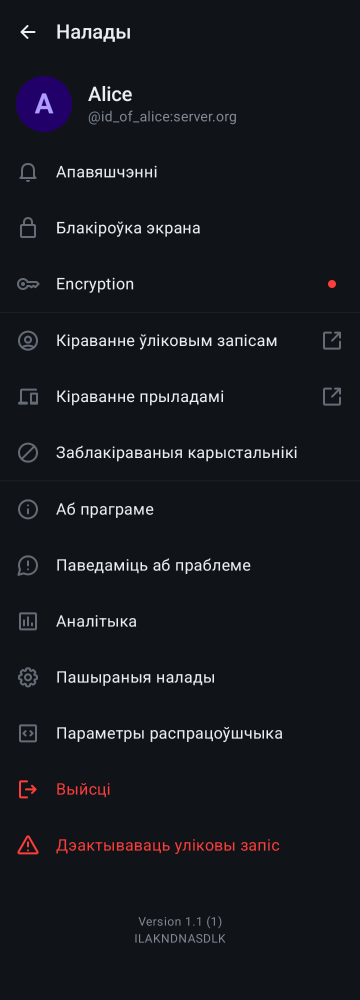 Налады
A
Alice
@id_of_alice:server.org
Апавяшчэнні
Блакіроўка экрана
Encryption
Кіраванне ўліковым запісам
Кіраванне прыладамі
Заблакіраваныя карыстальнікі
Аб праграме
Паведаміць аб праблеме
Аналітыка
Пашыраныя налады
Параметры распрацоўшчыка
Выйсці
Дэактываваць уліковы запіс
Version 1.1 (1)
ILAKNDNASDLK